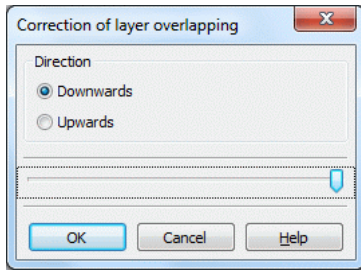 Correction of layer overlapping
Direction
Downwards
Upwards
OK Cancel Help